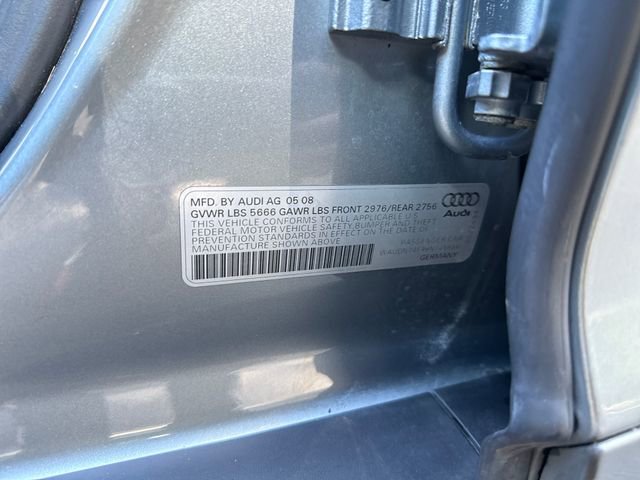 MFD. BY AUDI AG 05 08
GVWR LBS 5666 GAWR LBS FRONT 2976/REAR 2756
THIS VEHICLE CONFORMS TO ALL APPLICABLE U.S.
FEDERAL MOTOR VEHICLE SAFETY, BUMPER AND THEFT
PREVENTION STANDARDS IN EFFECT ON THE DATE OF
MANUFACTURE SHOWN ABOVE
Audi
PASSENGER CAR
GERMANY